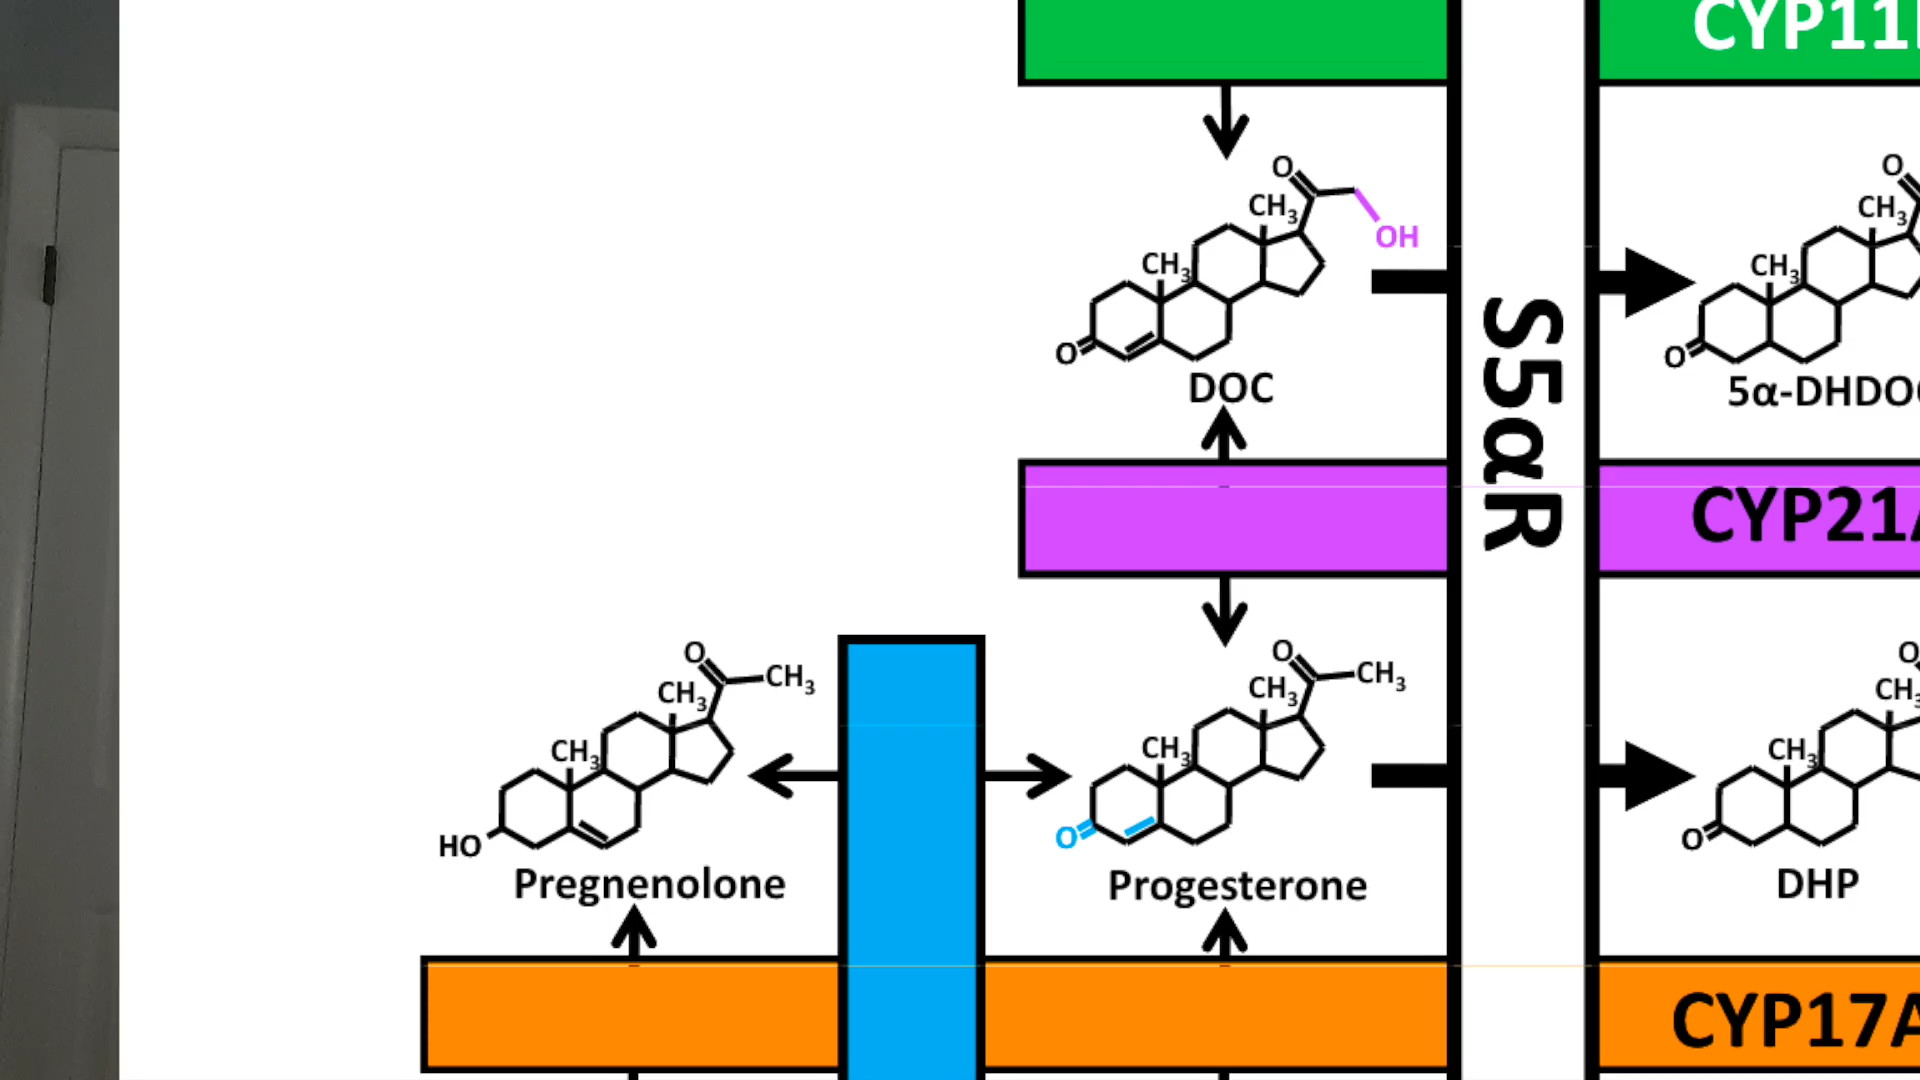 CYP11
O
CH3
OH
CH3
O
DOC
S5αR
O
CH3
CH3
O
5α-DHDO
CYP21
O
CH3
CH3
CH3
HO
Pregnenolone
O
CH3
CH3
CH3
O
Progesterone
O
CH3
CH3
O
DHP
CYP17A